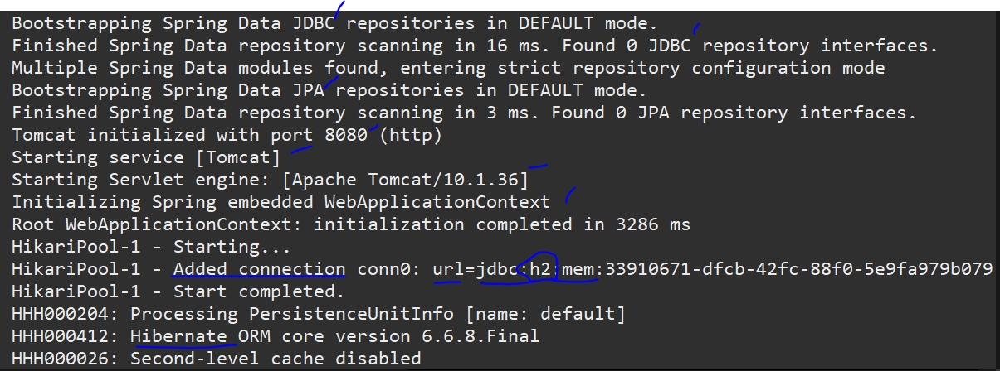 Bootstrapping Spring Data JDBC repositories in DEFAULT mode.
Finished Spring Data repository scanning in 16 ms. Found 0 JDBC repository interfaces.
Multiple Spring Data modules found, entering strict repository configuration mode
Bootstrapping Spring Data JPA repositories in DEFAULT mode.
Finished Spring Data repository scanning in 3 ms. Found 0 JPA repository interfaces.
Tomcat initialized with port 8080 (http)
Starting service [Tomcat]
Starting Servlet engine: [Apache Tomcat/10.1.36]
Initializing Spring embedded WebApplicationContext
Root WebApplicationContext: initialization completed in 3286 ms
HikariPool-1 - Starting...
HikariPool-1 - Added connection conn0: url=jdbc:h2:mem:33910671-dfcb-42fc-88f0-5e9fa979b079
HikariPool-1 - Start completed.
HHH000204: Processing PersistenceUnitInfo [name: default]
HHH000412: Hibernate ORM core version 6.6.8.Final
HHH000026: Second-level cache disabled